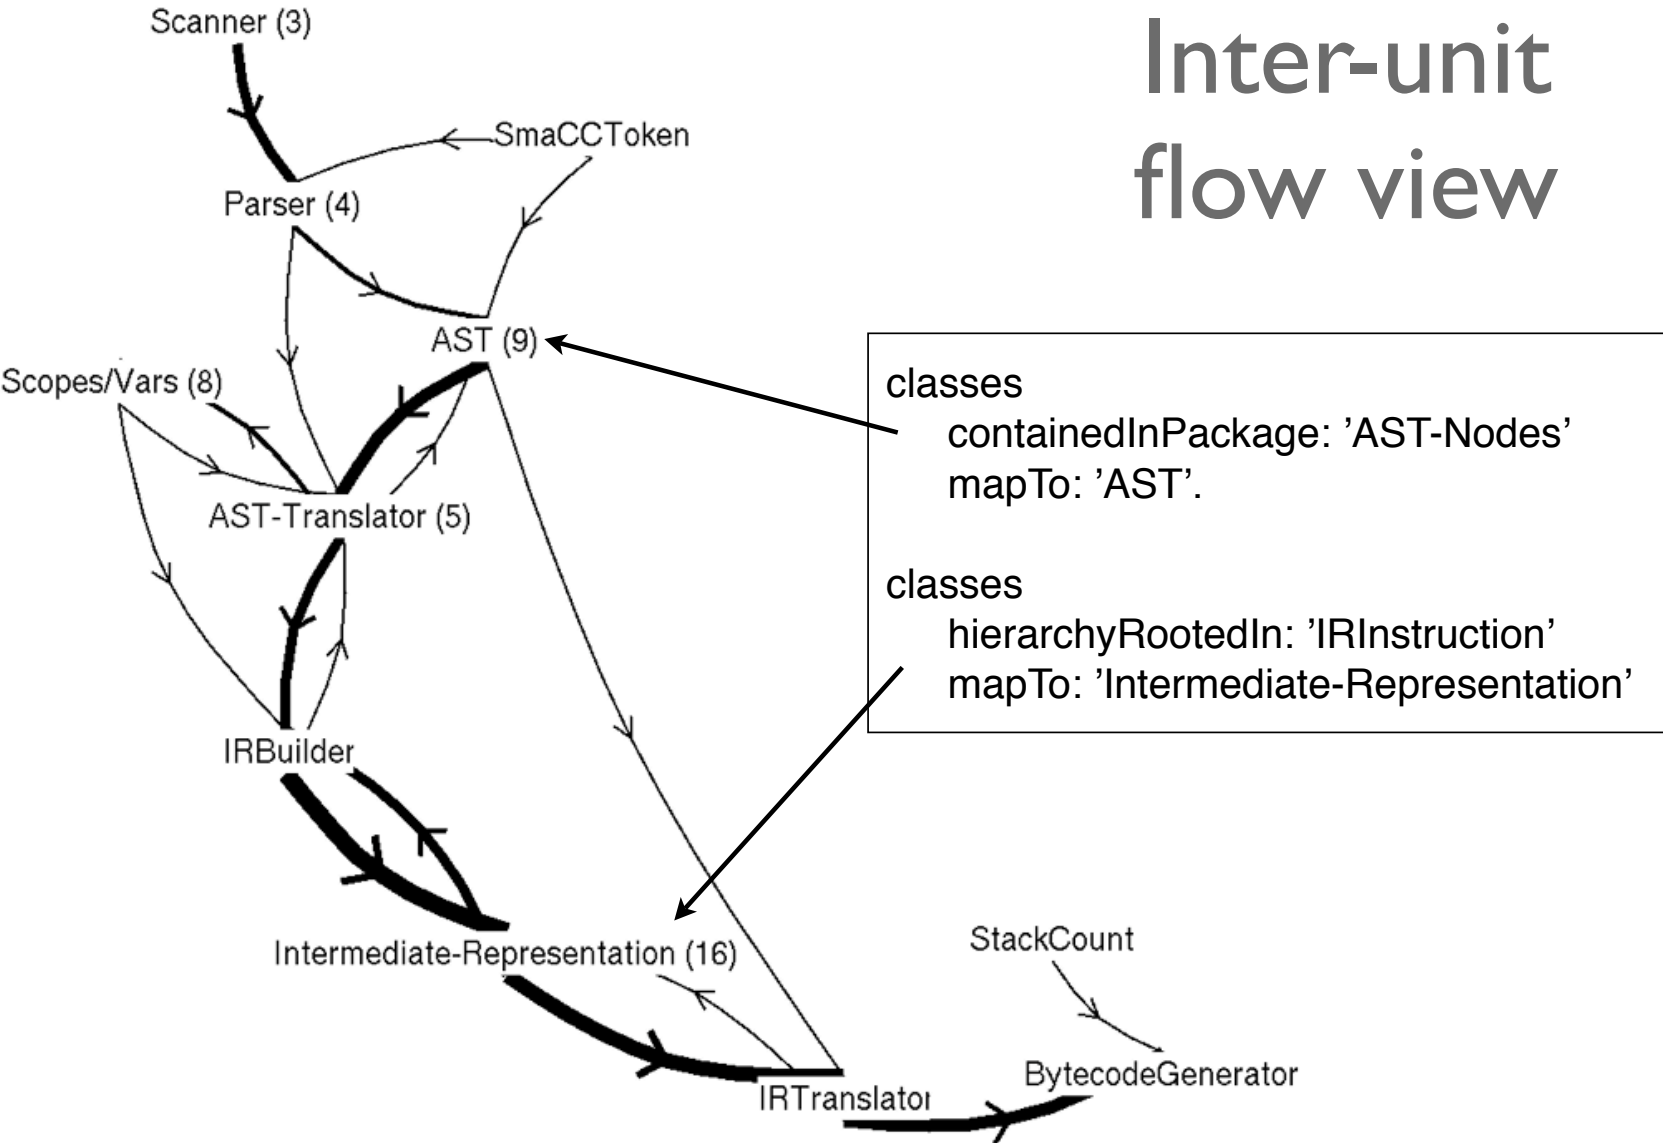 Inter-unit
flow view
Scanner (3)
SmaCCToken
Parser (4)
AST (9)
Scopes/Vars (8)
AST-Translator (5)
IRBuilder
Intermediate-Representation (16)
StackCount
BytecodeGenerator
IRTranslator
classes
containedInPackage: ’AST-Nodes’
mapTo: ’AST’.
classes
hierarchyRootedIn: ’IRInstruction’
mapTo: ’Intermediate-Representation’